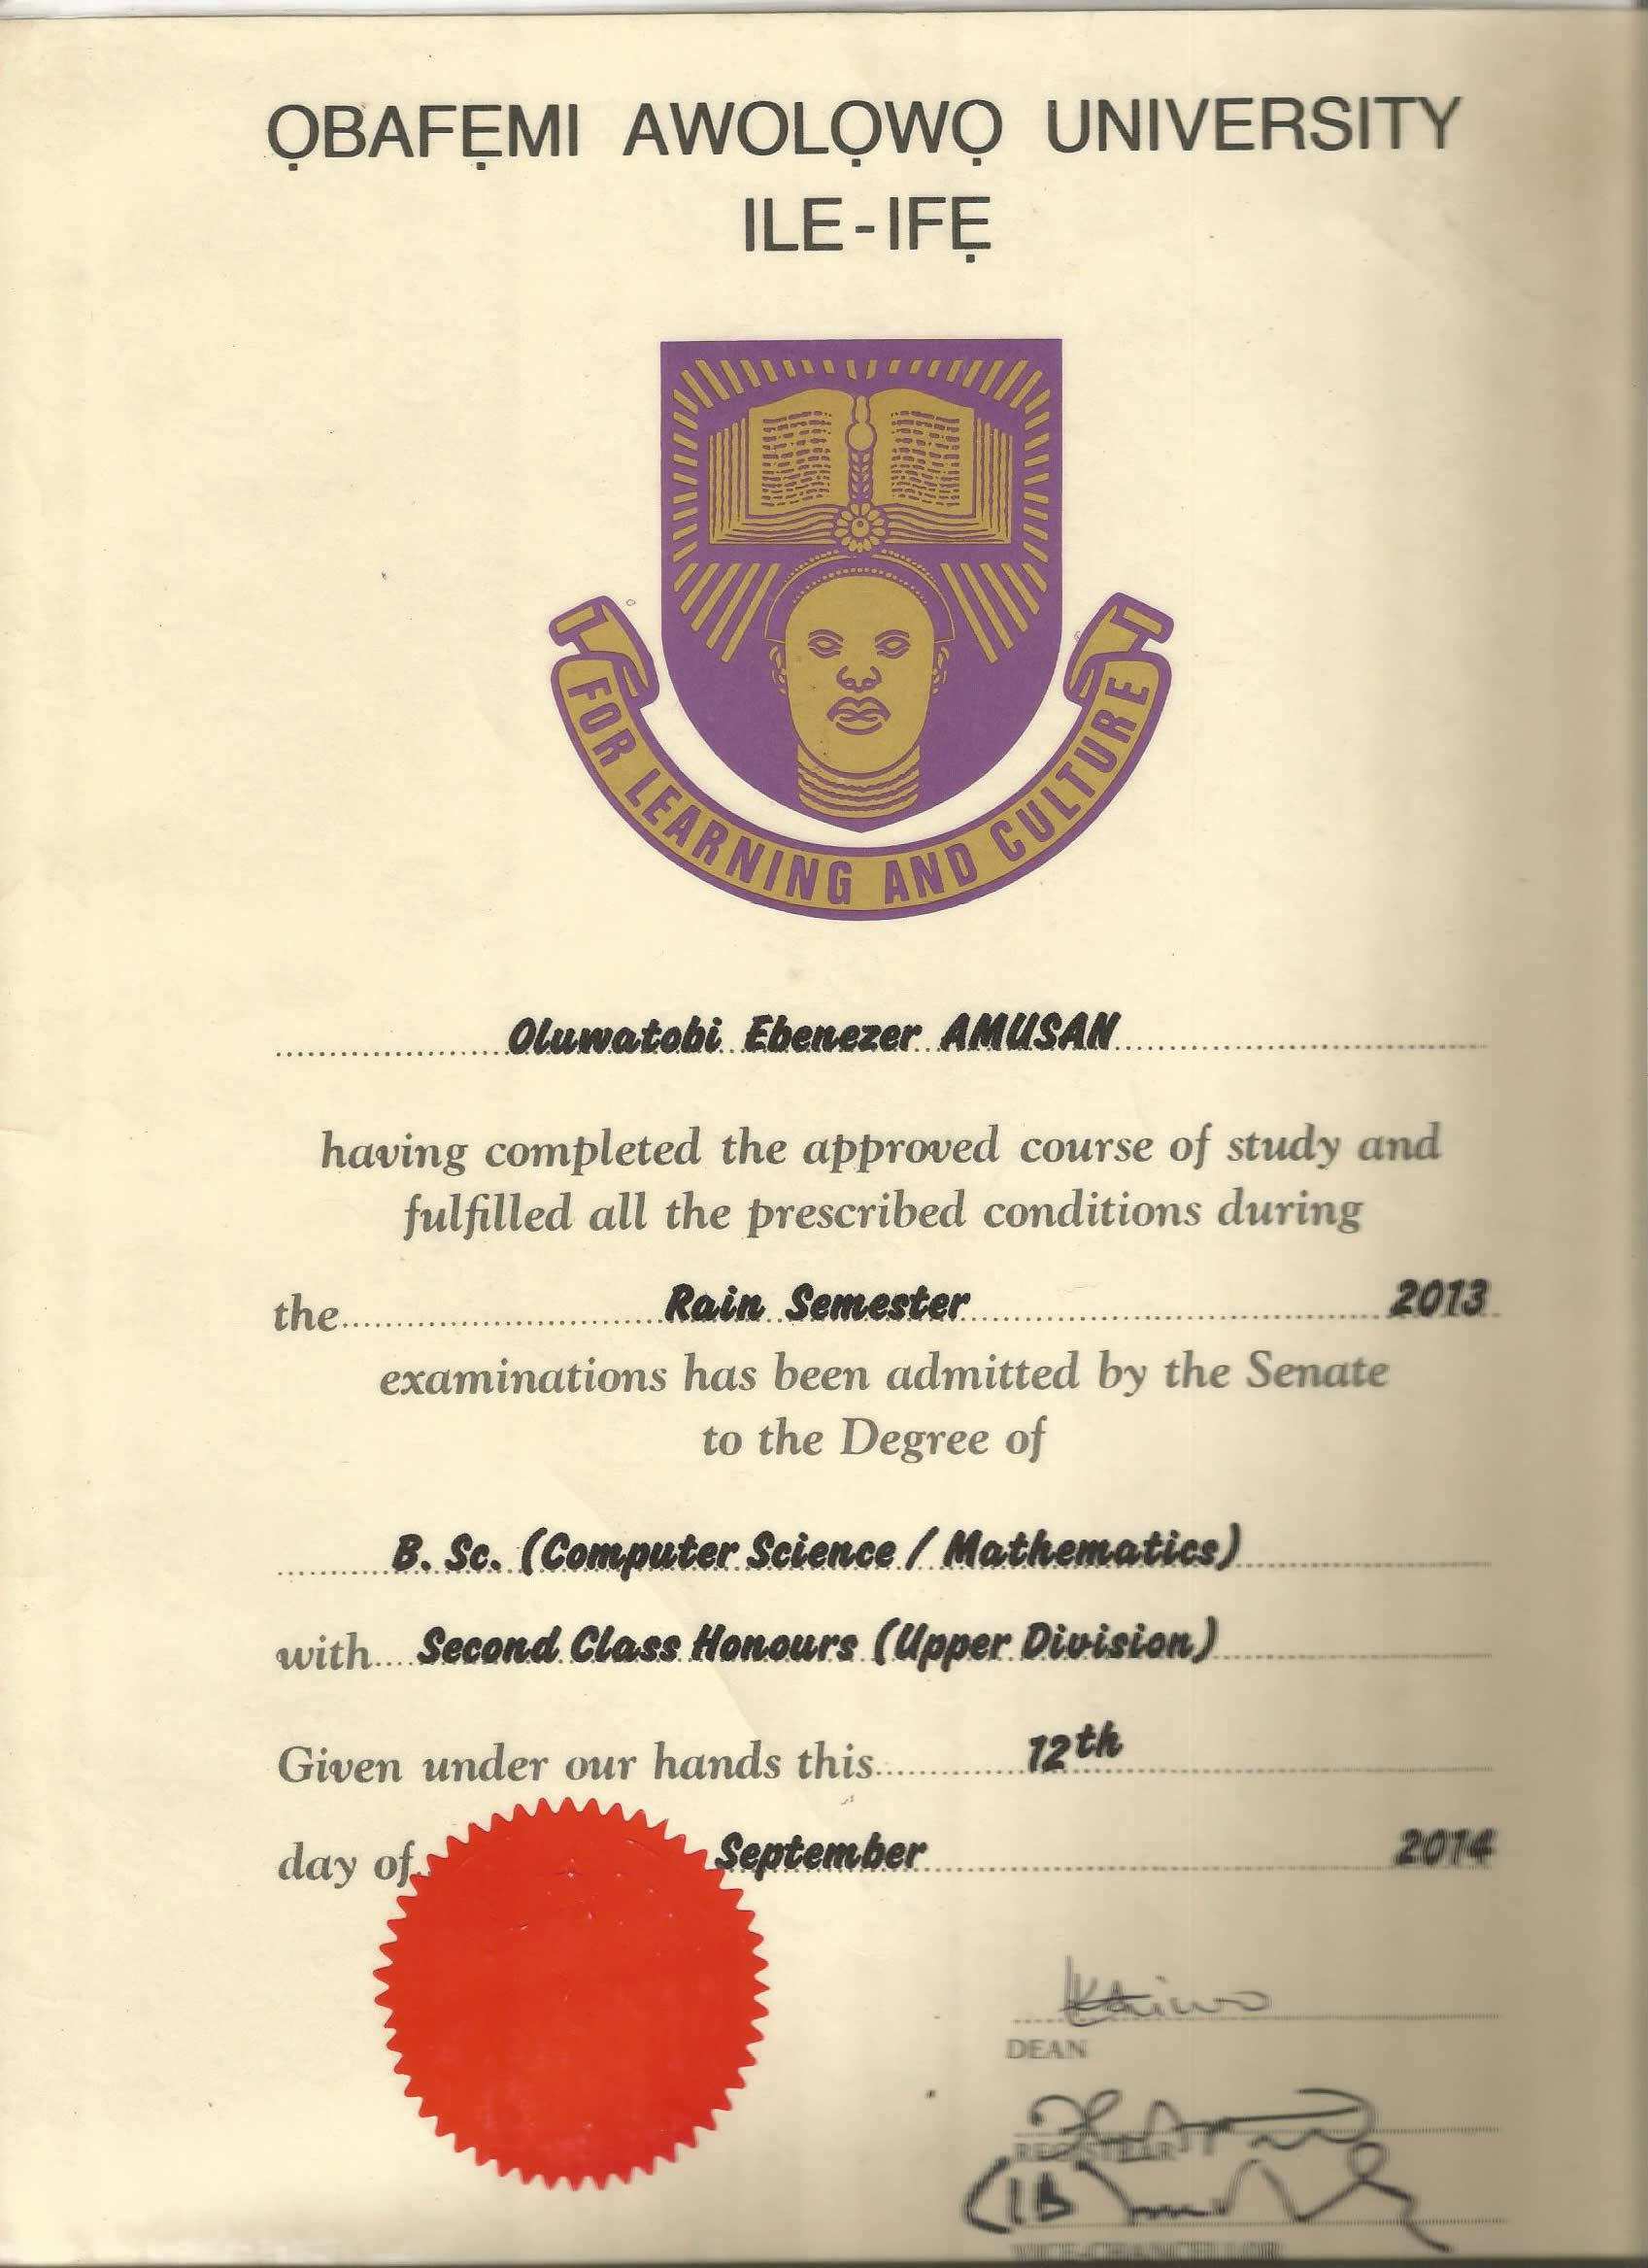 ỌBAFẸMI AWOLỌWỌ UNIVERSITY
ILE-IFẸ
FOR LEARNING AND CULTURE
Oluwatobi Ebenezer AMUSAN
having completed the approved course of study and
fulfilled all the prescribed conditions during
the Rain Semester 2013
examinations has been admitted by the Senate
to the Degree of
B. Sc. (Computer Science / Mathematics)
with Second Class Honours (Upper Division)
Given under our hands this 12th
day of September 2014
DEAN
REGISTRAR
VICE-CHANCELLOR